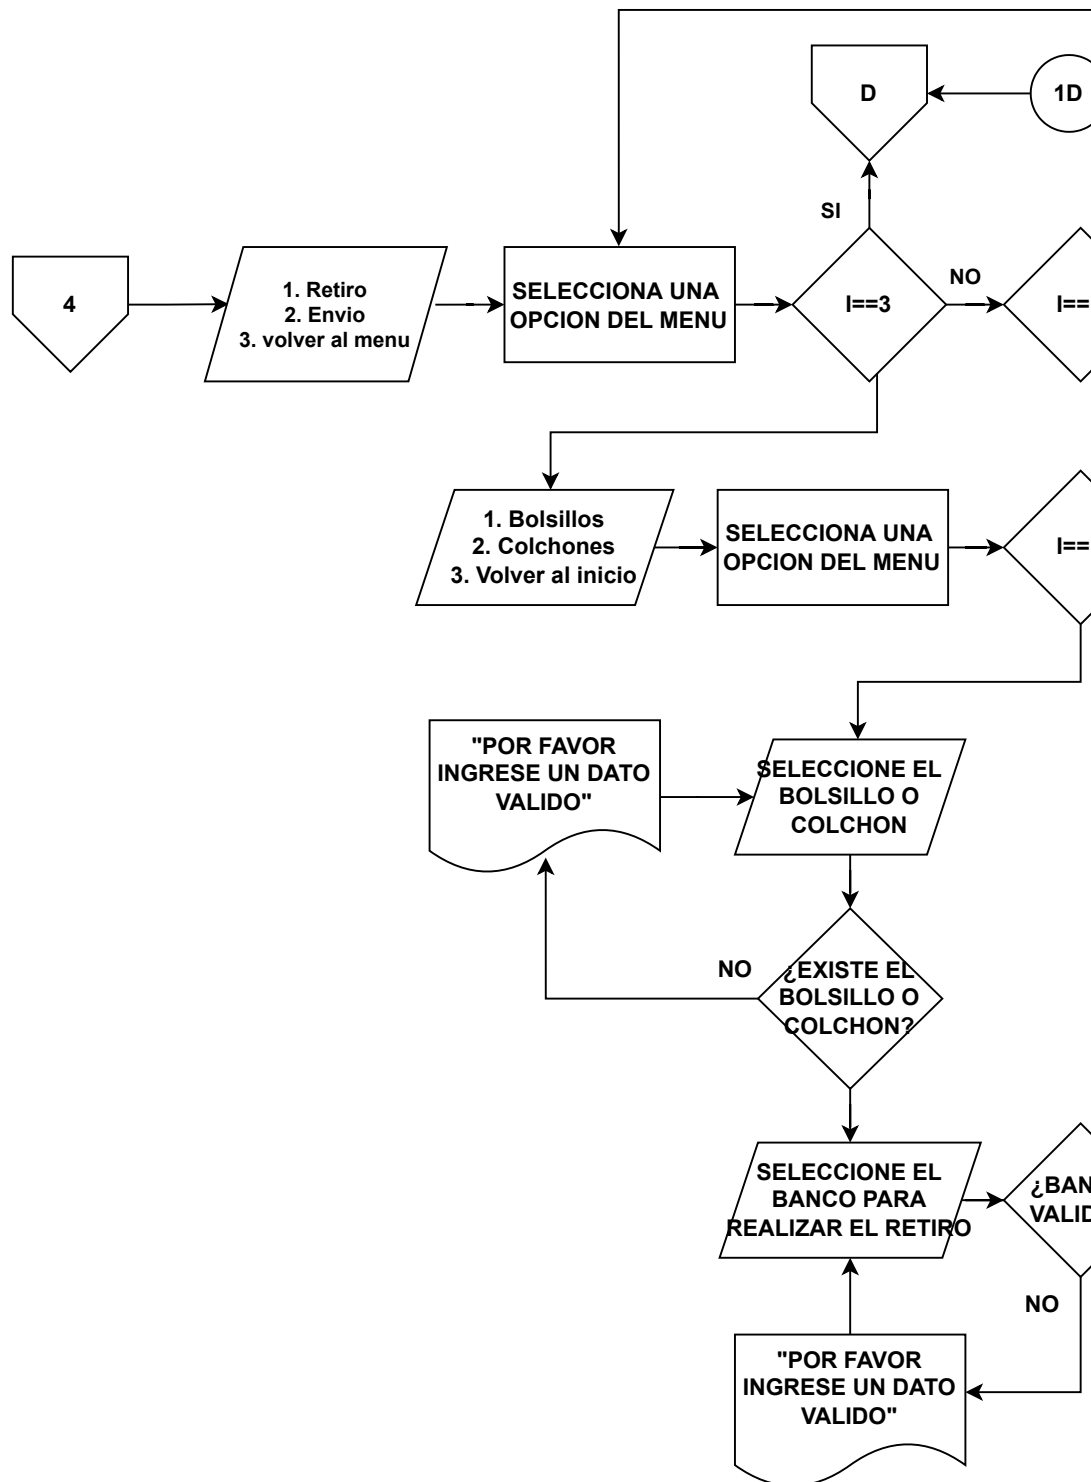 D
1D
SI
4
1. Retiro
2. Envio
3. volver al menu
SELECCIONA UNA
OPCION DEL MENU
I==3
NO
I==
1. Bolsillos
2. Colchones
3. Volver al inicio
SELECCIONA UNA
OPCION DEL MENU
I==
"POR FAVOR
INGRESE UN DATO
VALIDO"
SELECCIONE EL
BOLSILLO O
COLCHON
NO
¿EXISTE EL
BOLSILLO O
COLCHON?
SELECCIONE EL
BANCO PARA
REALIZAR EL RETIRO
¿BAN
VALID
NO
"POR FAVOR
INGRESE UN DATO
VALIDO"